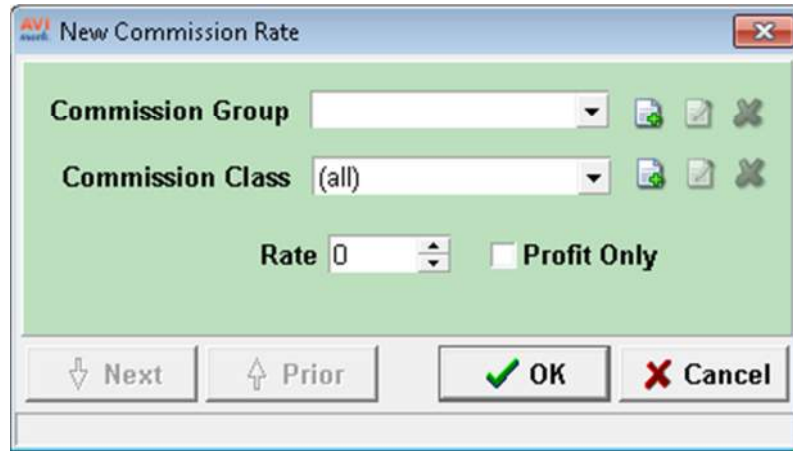 AVI mark New Commission Rate
Commission Group
Commission Class (all)
Rate 0 Profit Only
Next Prior OK Cancel